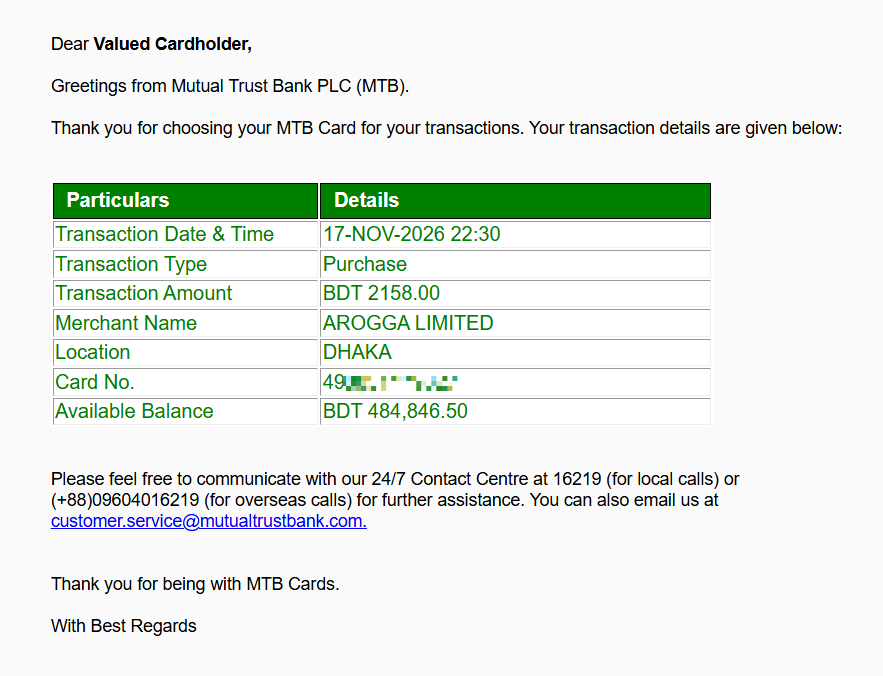 Dear Valued Cardholder,
Greetings from Mutual Trust Bank PLC (MTB).
Thank you for choosing your MTB Card for your transactions. Your transaction details are given below:
Particulars Details
Transaction Date & Time 17-NOV-2026 22:30
Transaction Type Purchase
Transaction Amount BDT 2158.00
Merchant Name AROGGA LIMITED
Location DHAKA
Card No. 49
Available Balance BDT 484,846.50
Please feel free to communicate with our 24/7 Contact Centre at 16219 (for local calls) or
(+88)09604016219 (for overseas calls) for further assistance. You can also email us at
customer.service@mutualtrustbank.com.
Thank you for being with MTB Cards.
With Best Regards